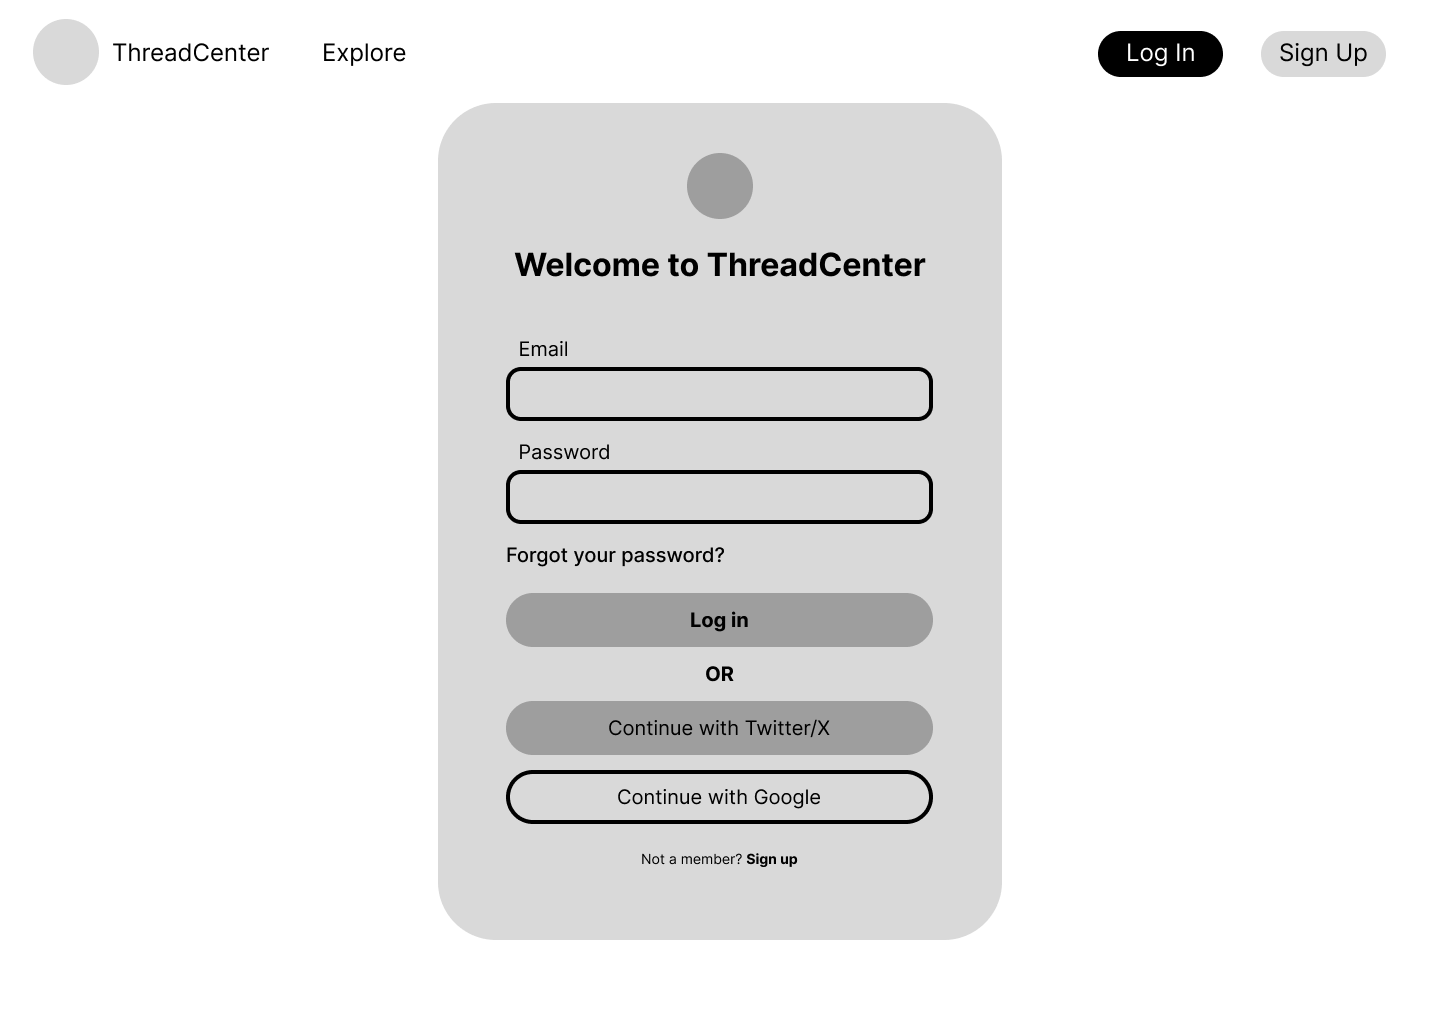 ThreadCenter Explore Log In Sign Up
Welcome to ThreadCenter
Email
Password
Forgot your password?
Log in
OR
Continue with Twitter/X
Continue with Google
Not a member? Sign up